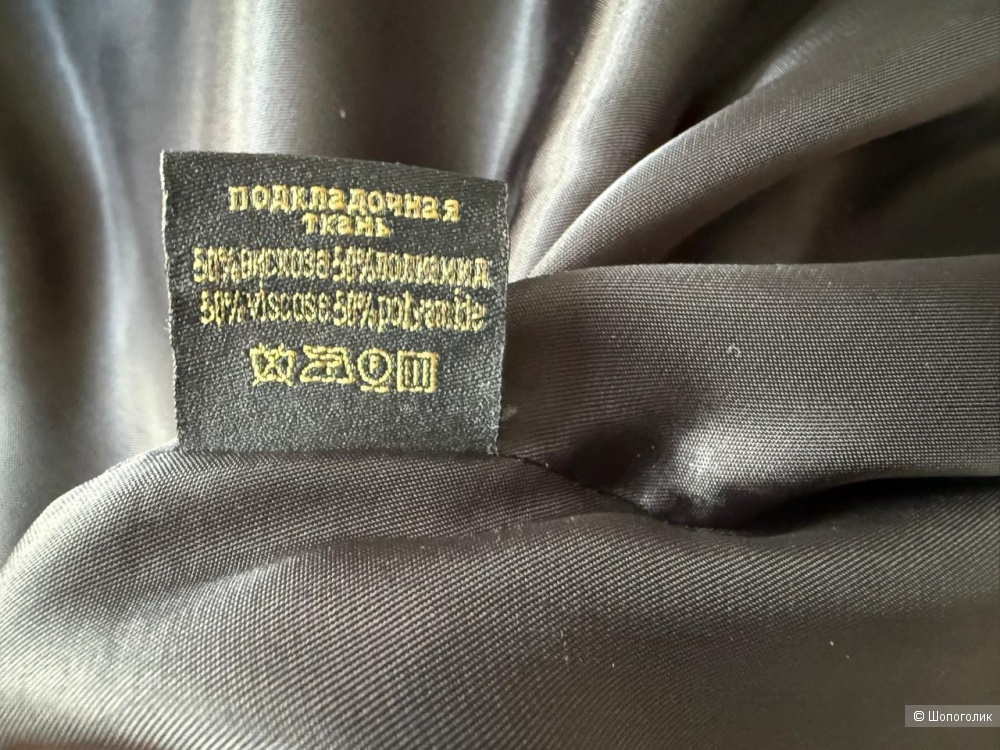 подкладочная
ткань
50%вискоза 50%полиамид
50%viscose 50% polyamide
© Шопоголик